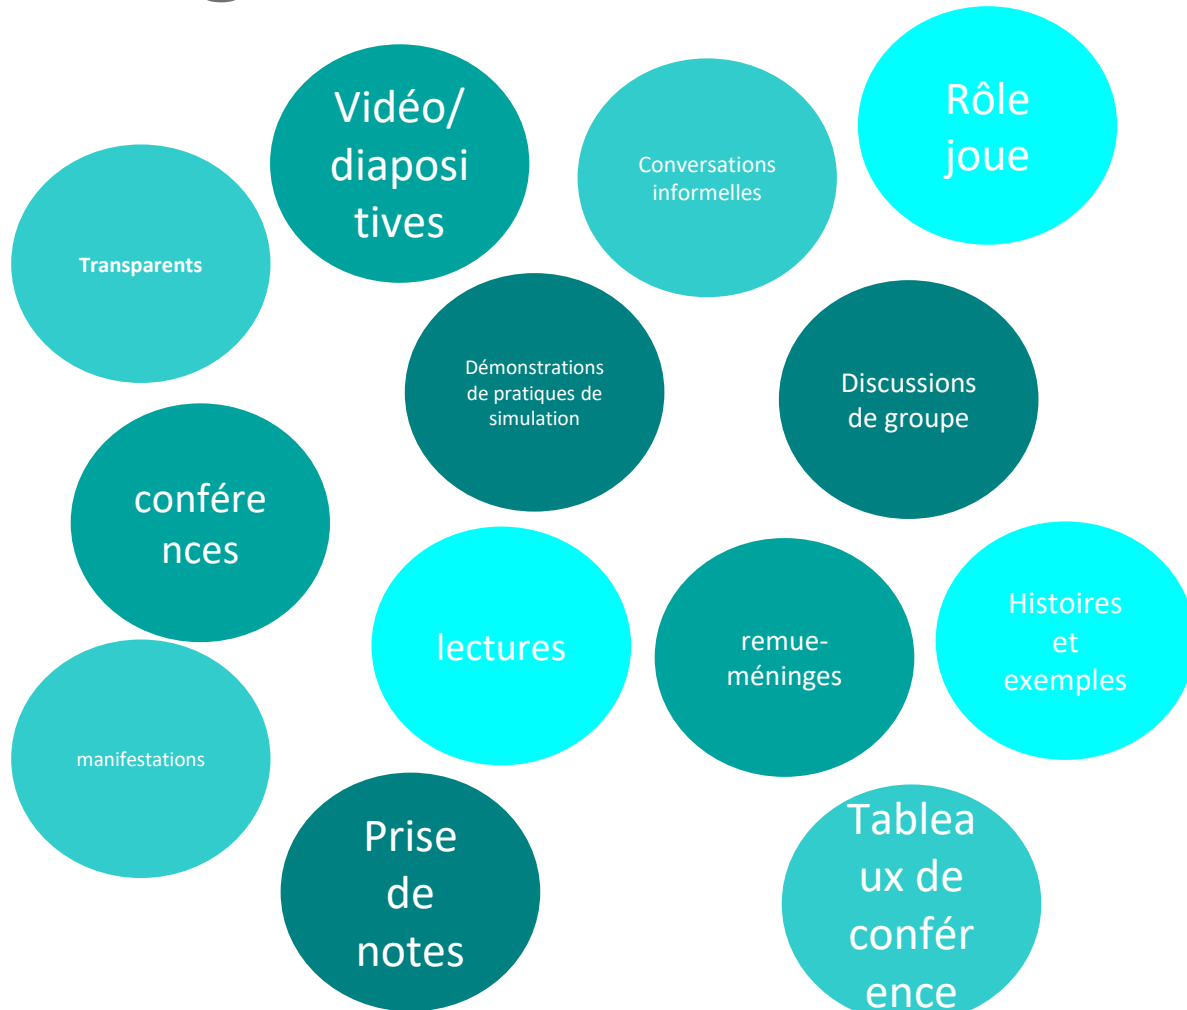 Rôle
joue
Vidéo/
diaposi
tives
Conversations
informelles
Transparents
Démonstrations
de pratiques de
simulation
Discussions
de groupe
confére
nces
lectures
remue-
méninges
Histoires
et
exemples
manifestations
Prise
de
notes
Tablea
ux de
confér
ence